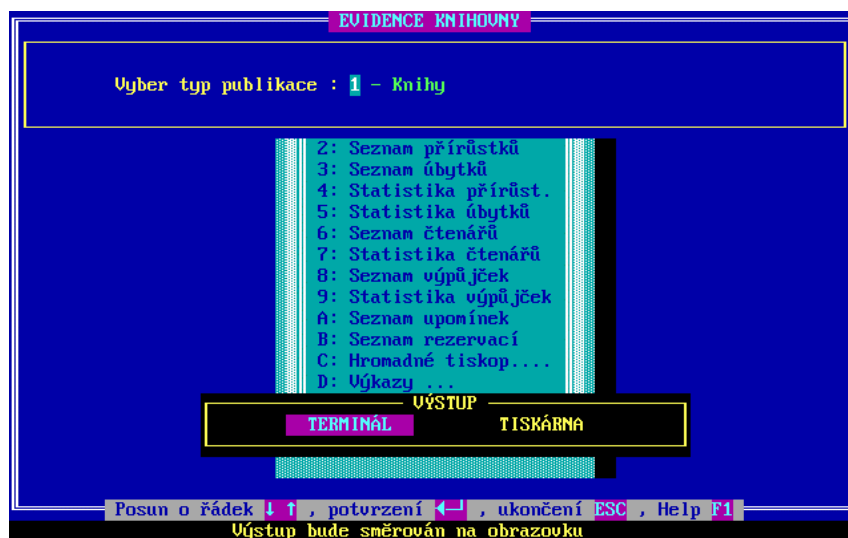 EVIDENCE KNIHOVNY
Vyber typ publikace : 1 - Knihy
2: Seznam přírůstků
3: Seznam úbytků
4: Statistika přírůst.
5: Statistika úbytků
6: Seznam čtenářů
7: Statistika čtenářů
8: Seznam výpůjček
9: Statistika výpůjček
A: Seznam upomínek
B: Seznam rezervací
C: Hromadné tiskop....
D: Výkazy ...
VÝSTUP
TERMINÁL TISKÁRNA
Posun o řádek ↓ ↑ , potvrzení ◄─┘ , ukončení ESC , Help F1
Výstup bude směrován na obrazovku